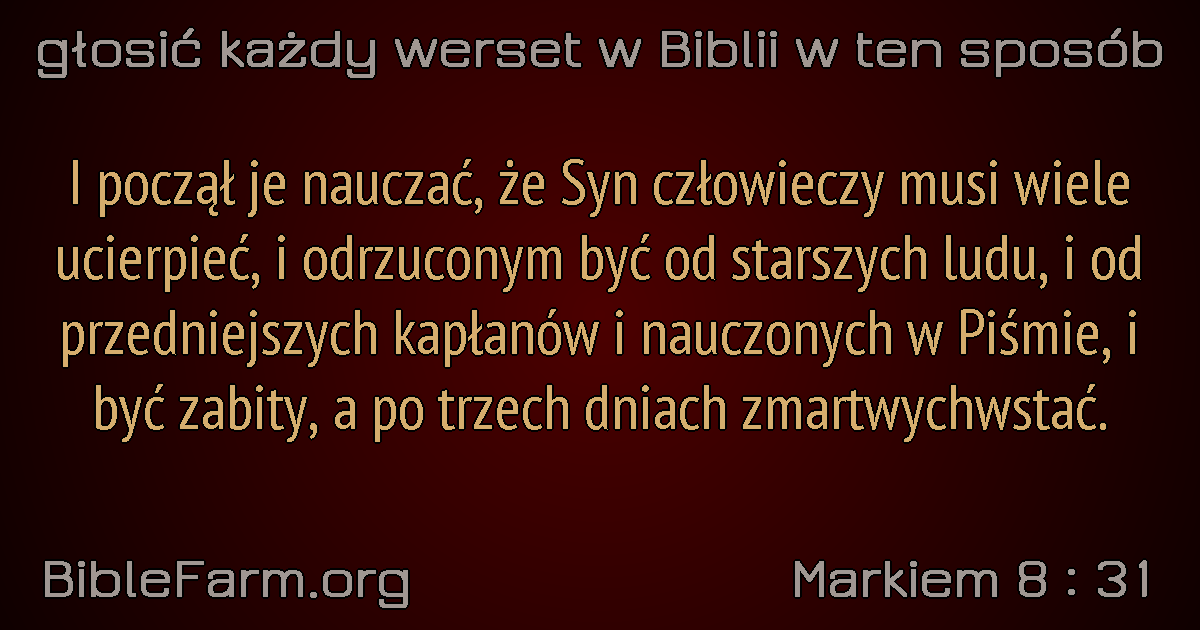 głosić każdy werset w Biblii w ten sposób
I począł je nauczać, że Syn człowieczy musi wiele
ucierpieć, i odrzuconym być od starszych ludu, i od
przedniejszych kapłanów i nauczonych w Piśmie, i
być zabity, a po trzech dniach zmartwychwstać.
BibleFarm.org
Markiem 8 : 31